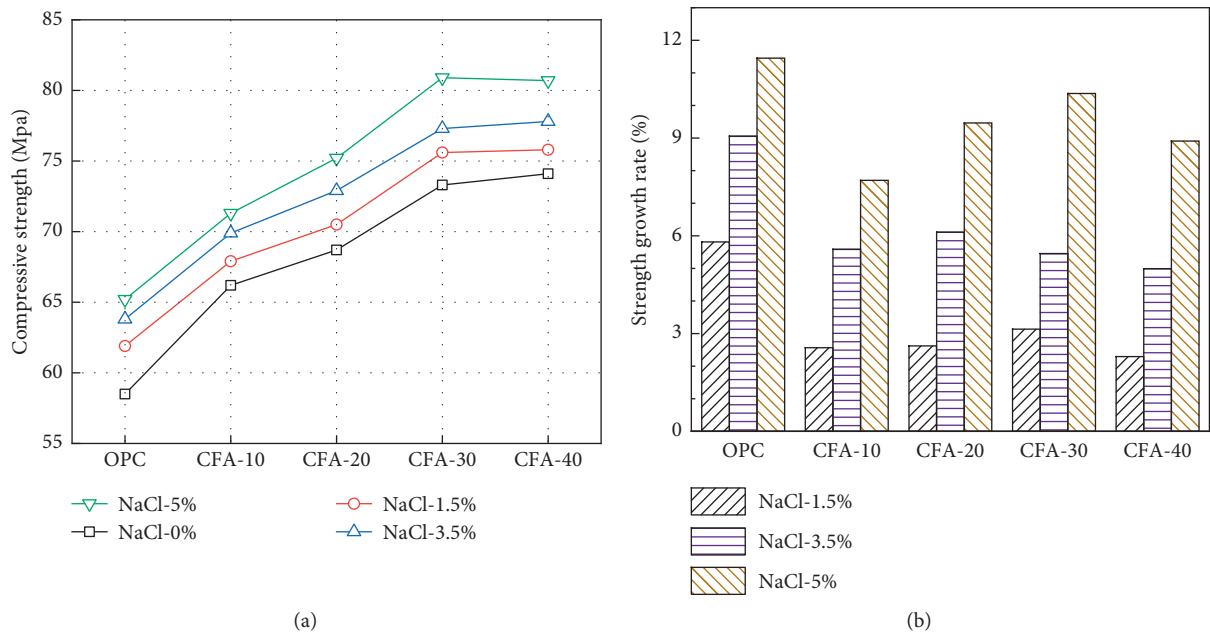 85
80
75
70
65
60
55
Compressive strength (Mpa)
OPC CFA-10 CFA-20 CFA-30 CFA-40
NaCl-5% NaCl-1.5%
NaCl-0% NaCl-3.5%
(a)
12
9
6
3
0
Strength growth rate (%)
OPC CFA-10 CFA-20 CFA-30 CFA-40
NaCl-1.5%
NaCl-3.5%
NaCl-5%
(b)